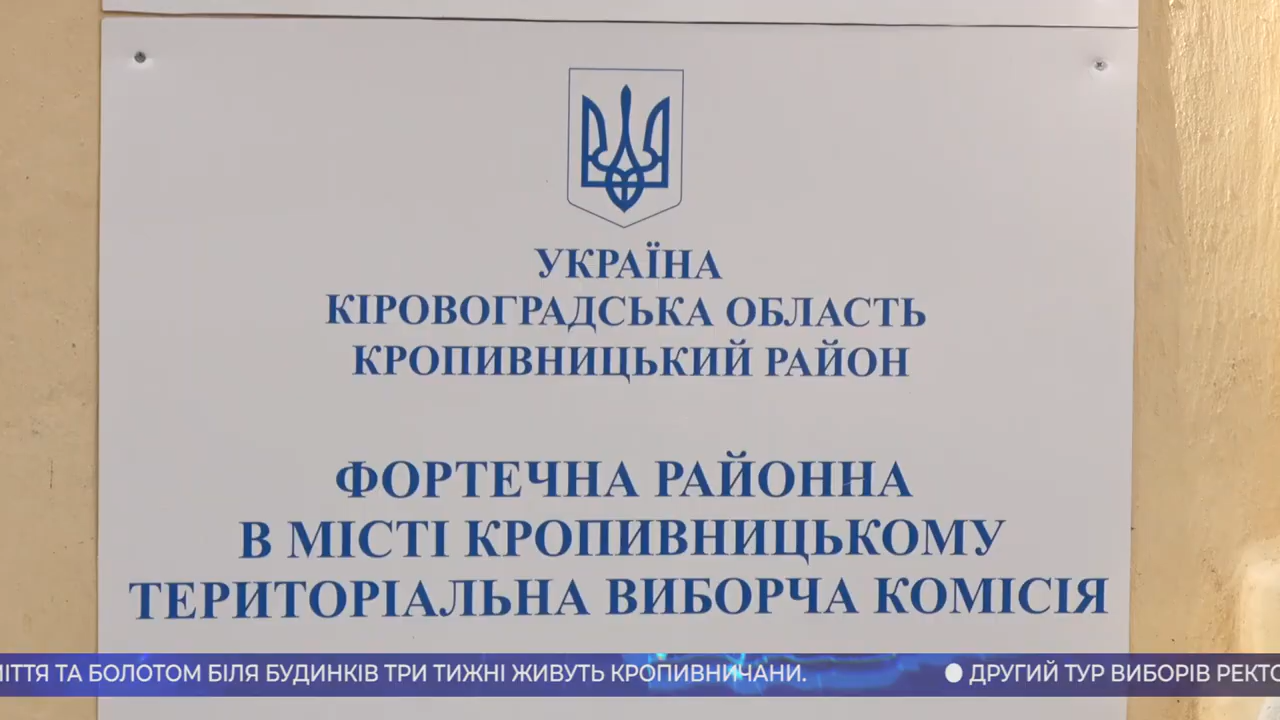 УКРАЇНА
КІРОВОГРАДСЬКА ОБЛАСТЬ
КРОПИВНИЦЬКИЙ РАЙОН
ФОРТЕЧНА РАЙОННА
В МІСТІ КРОПИВНИЦЬКОМУ
ТЕРИТОРІАЛЬНА ВИБОРЧА КОМІСІЯ
ТА БОЛОТОМ БІЛЯ БУДИНКІВ ТРИ ТИЖНІ ЖИВУТЬ КРОПИВНИЧАНИ. ● ДРУГИЙ ТУР ВИБОРІВ